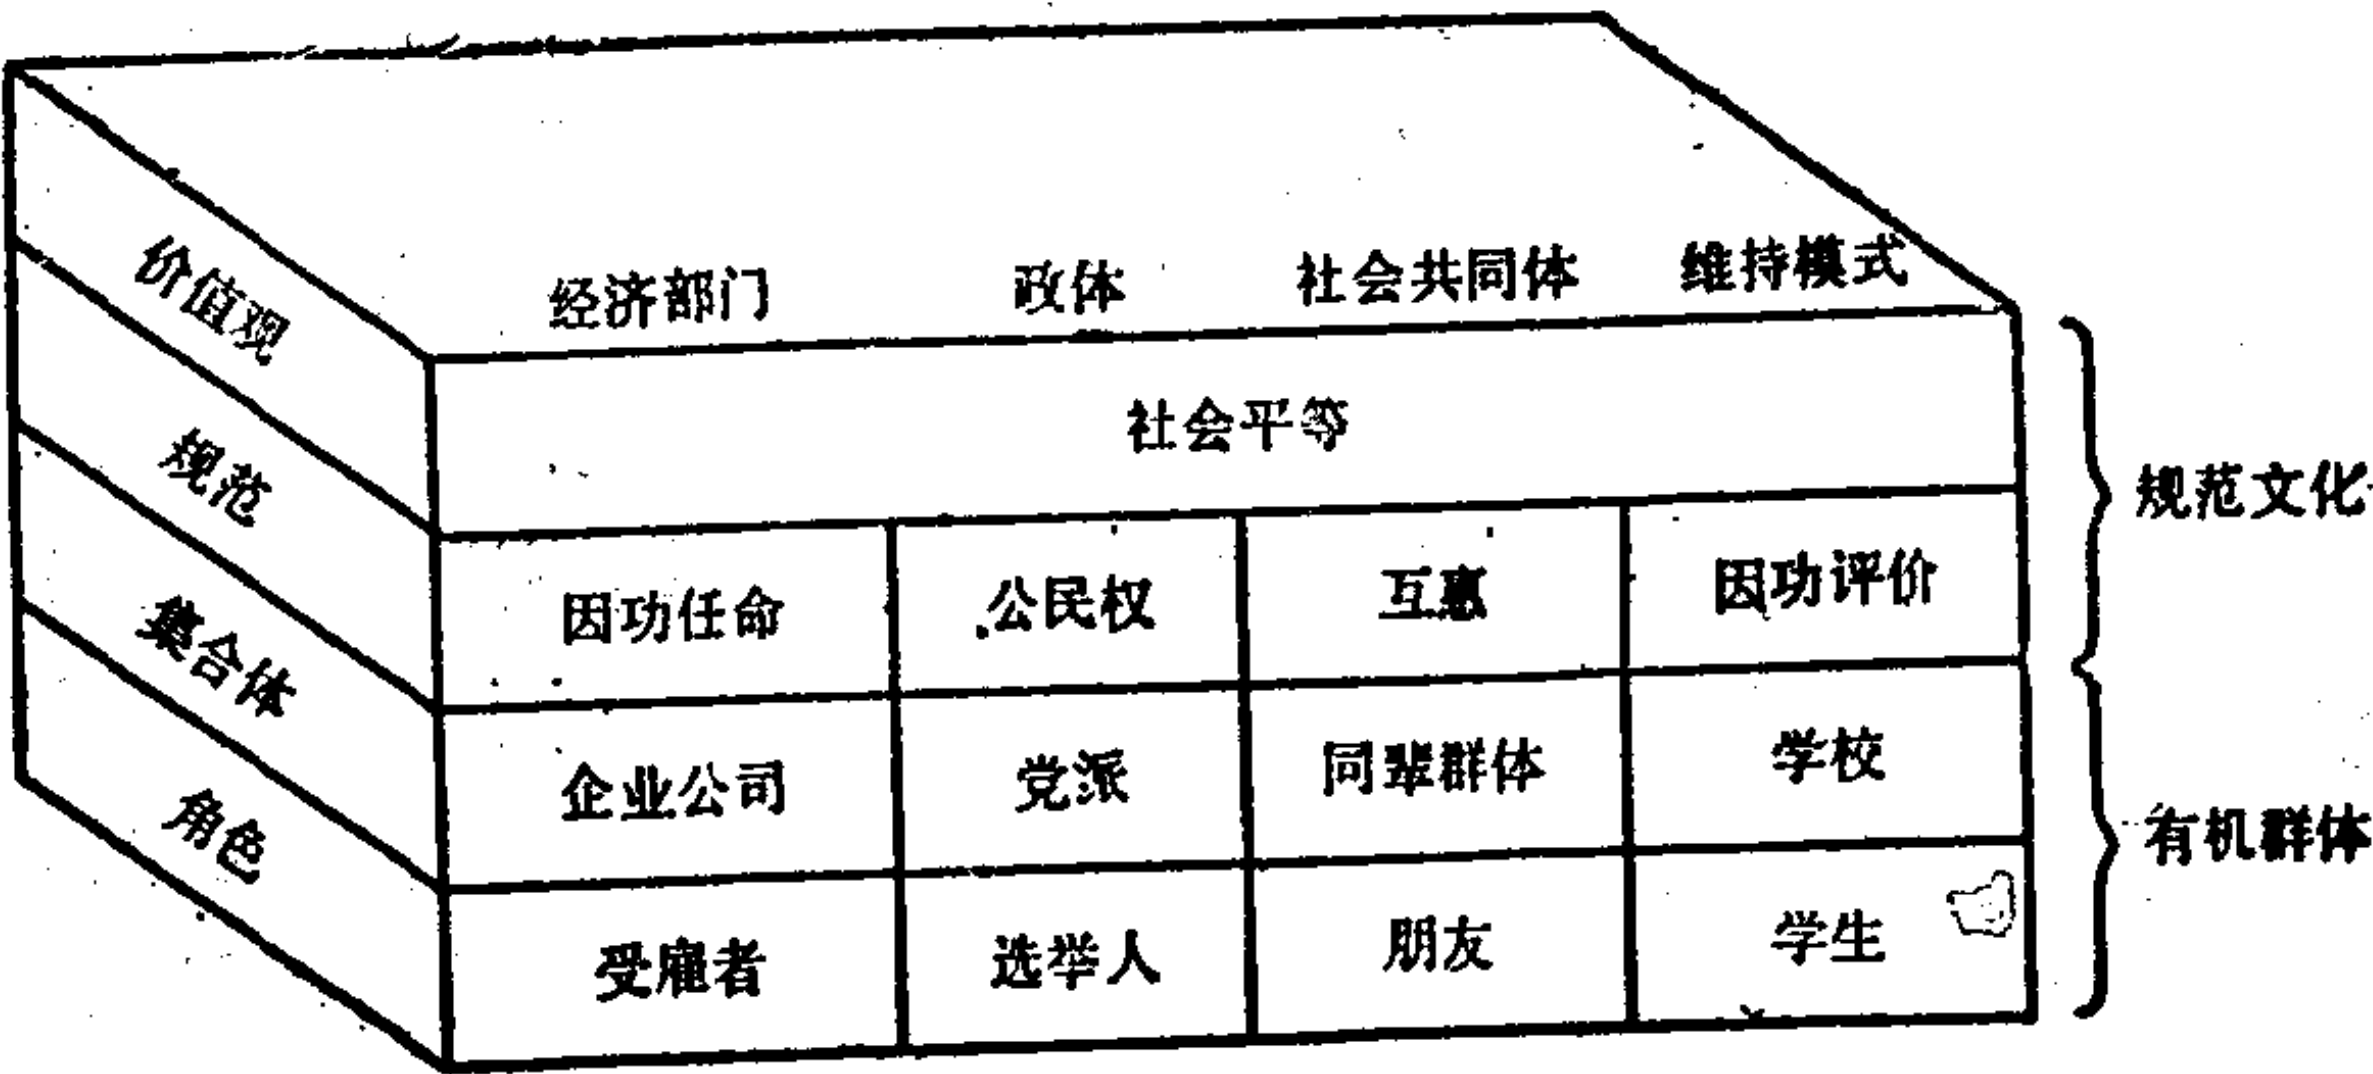 经济部门 政体 社会共同体 维持模式
价值观 社会平等
规范文化
规范 因功任命 公民权 互惠 因功评价
集合体 企业公司 党派 同辈群体 学校
有机群体
角色 受雇者 选举人 朋友 学生